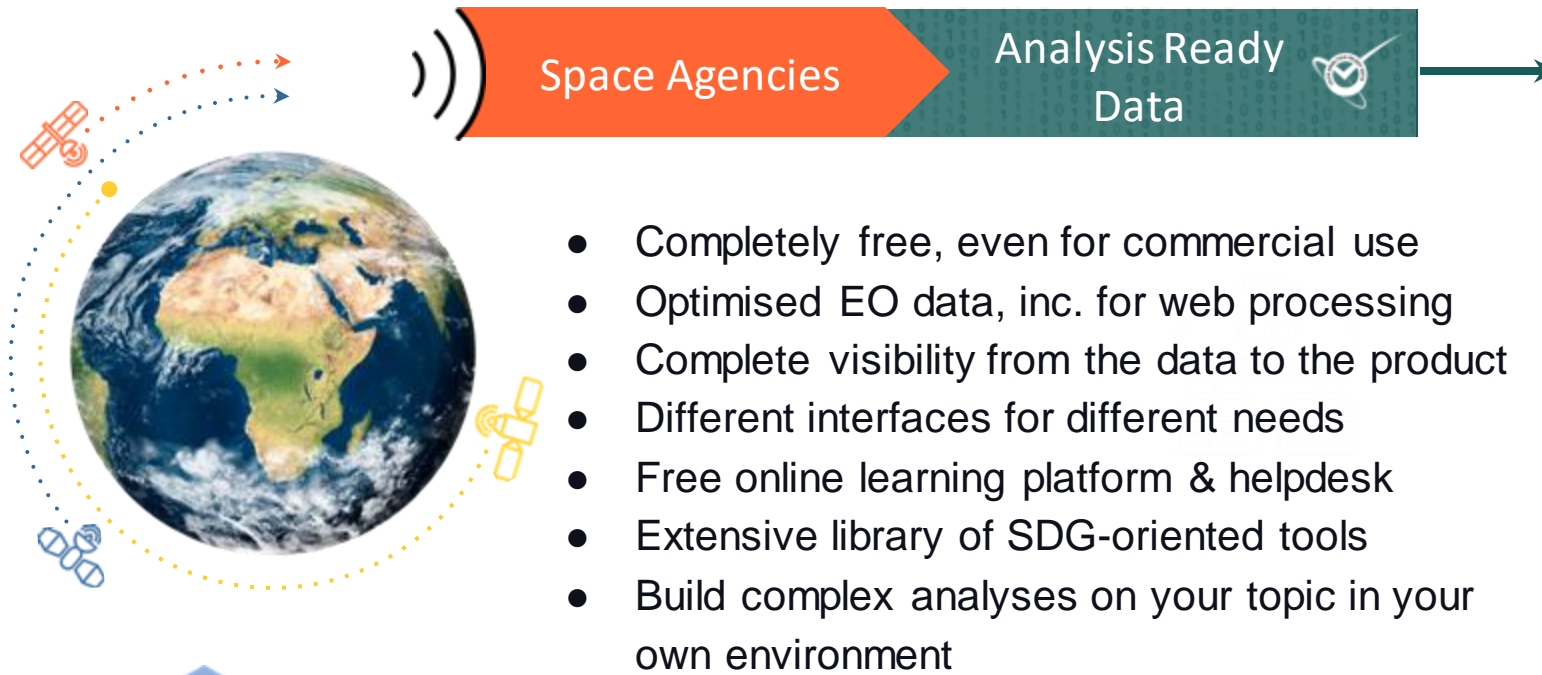 Space Agencies
Analysis Ready
Data
● Completely free, even for commercial use
● Optimised EO data, inc. for web processing
● Complete visibility from the data to the product
● Different interfaces for different needs
● Free online learning platform & helpdesk
● Extensive library of SDG-oriented tools
● Build complex analyses on your topic in your
own environment